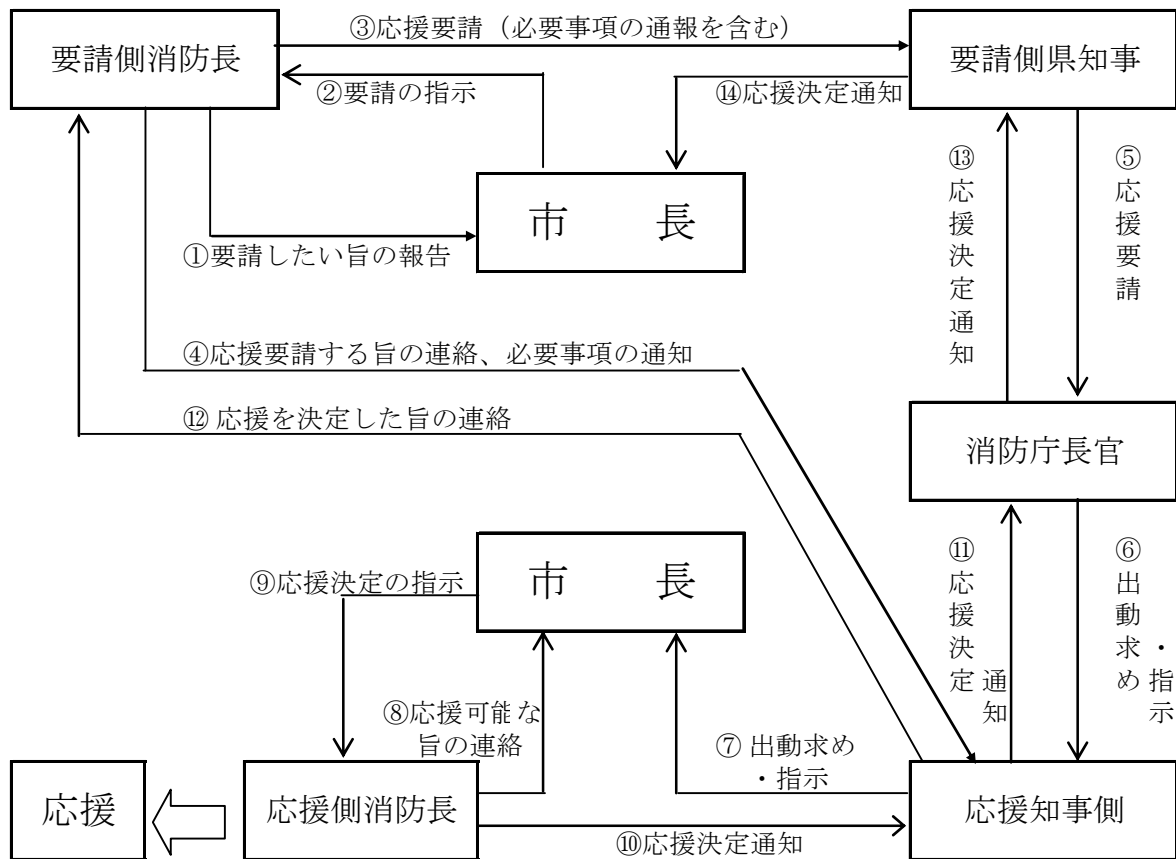 ③応援要請（必要事項の通報を含む）
要請側消防長
要請側県知事
②要請の指示
⑭応援決定通知
市　　長
①要請したい旨の報告
⑬応援決定通知
⑤応援要請
④応援要請する旨の連絡、必要事項の通知
⑫ 応援を決定した旨の連絡
消防庁長官
市　　長
⑨応援決定の指示
⑪応援決定
通知
⑥出動求め
・指示
⑧応援可能な
旨の連絡
⑦ 出動求め
・指示
応援
応援側消防長
応援知事側
⑩応援決定通知